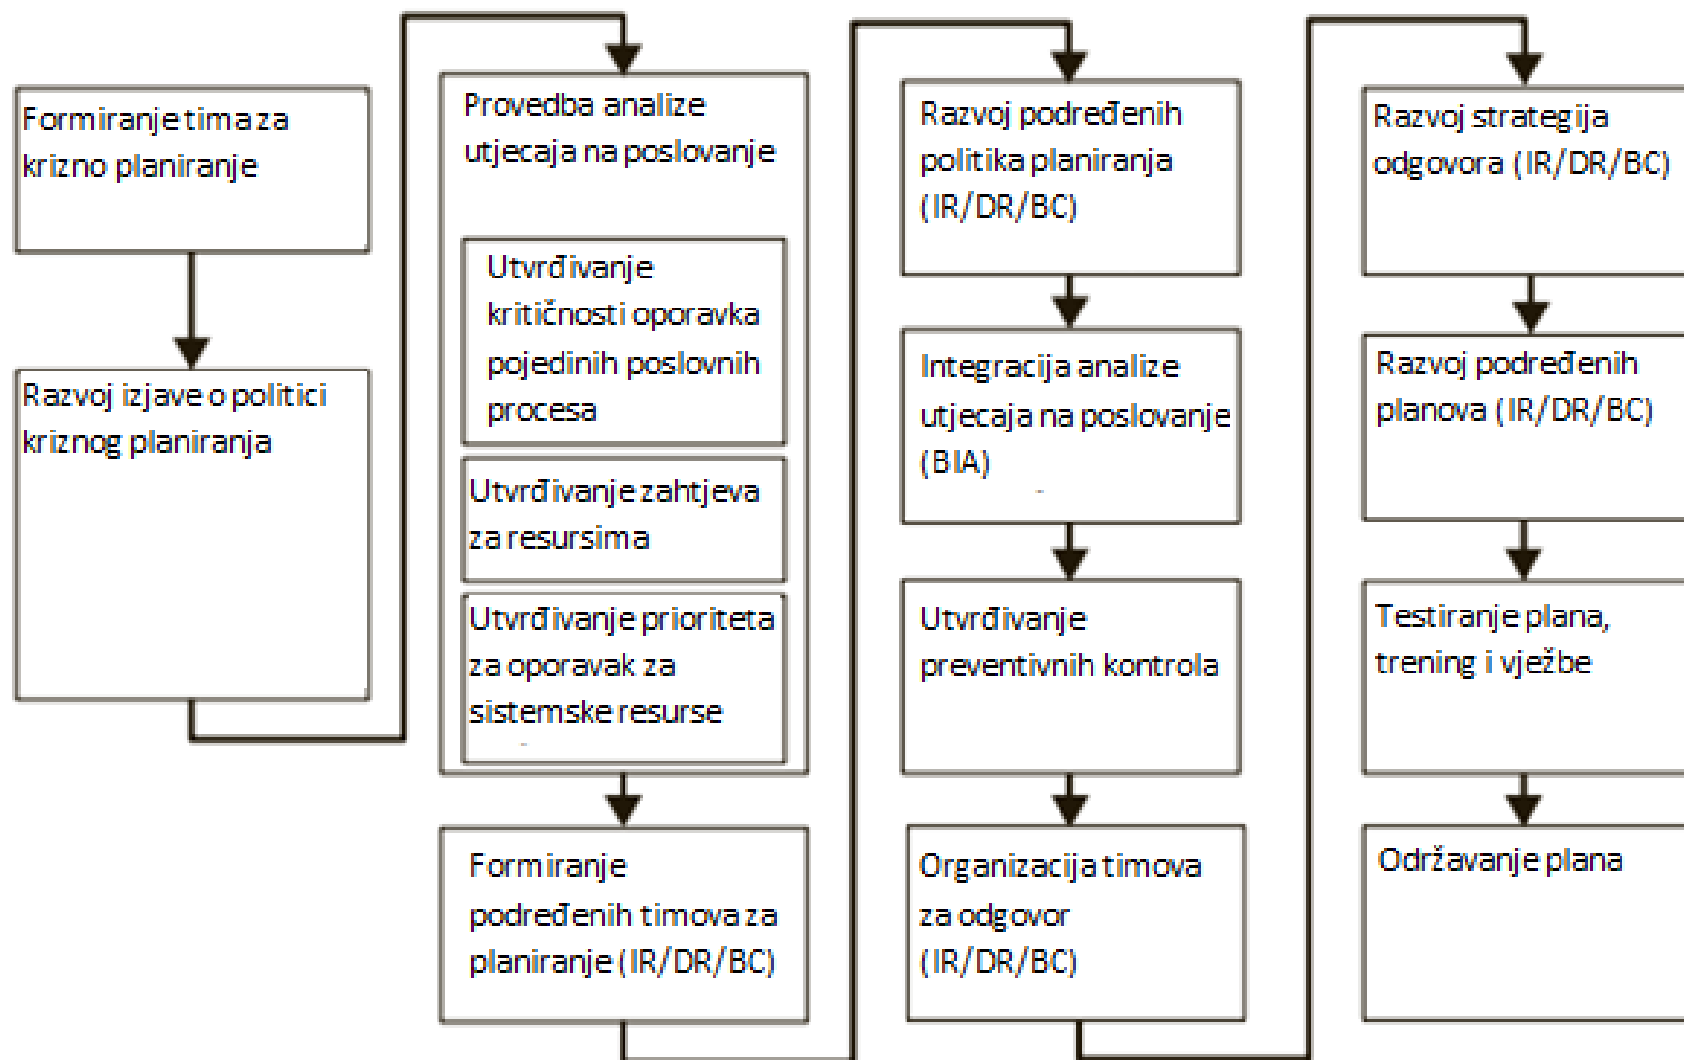 Formiranje tima za
krizno planiranje
Razvoj izjave o politici
kriznog planiranja
Provedba analize
utjecaja na poslovanje
Utvrđivanje
kritičnosti oporavka
pojedinih poslovnih
procesa
Utvrđivanje zahtjeva
za resursima
Utvrđivanje prioriteta
za oporavak za
sistemske resurse
Formiranje
podređenih timova za
planiranje (IR/DR/BC)
Razvoj podređenih
politika planiranja
(IR/DR/BC)
Integracija analize
utjecaja na poslovanje
(BIA)
Utvrđivanje
preventivnih kontrola
Organizacija timova
za odgovor
(IR/DR/BC)
Razvoj strategija
odgovora (IR/DR/BC)
Razvoj podređenih
planova (IR/DR/BC)
Testiranje plana,
trening i vježbe
Održavanje plana